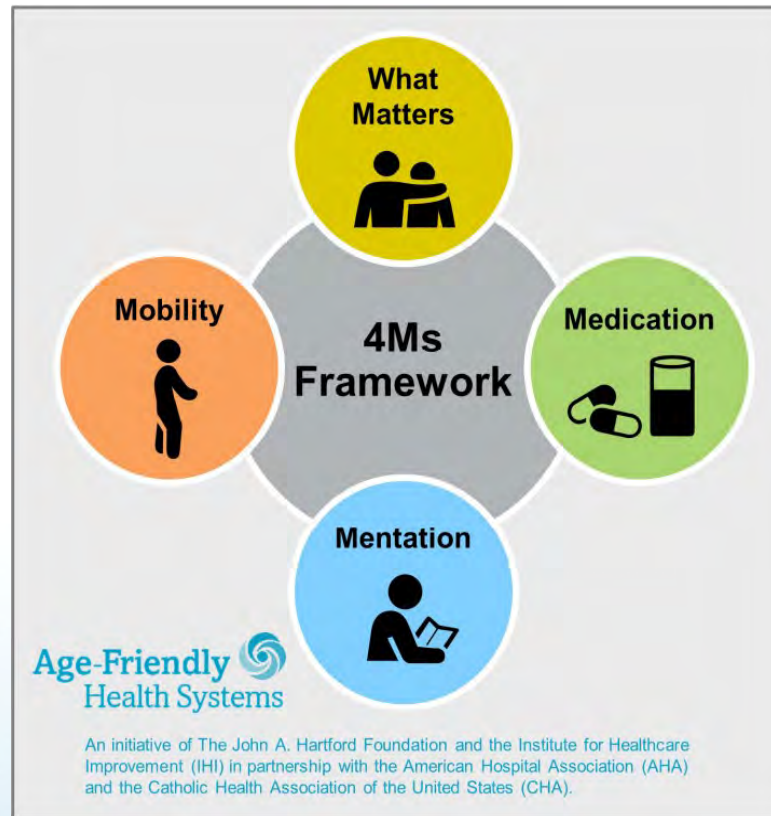 What
Matters
Mobility
4Ms
Framework
Medication
Mentation
Age-Friendly
Health Systems
An initiative of The John A. Hartford Foundation and the Institute for Healthcare
Improvement (IHI) in partnership with the American Hospital Association (AHA)
and the Catholic Health Association of the United States (CHA).